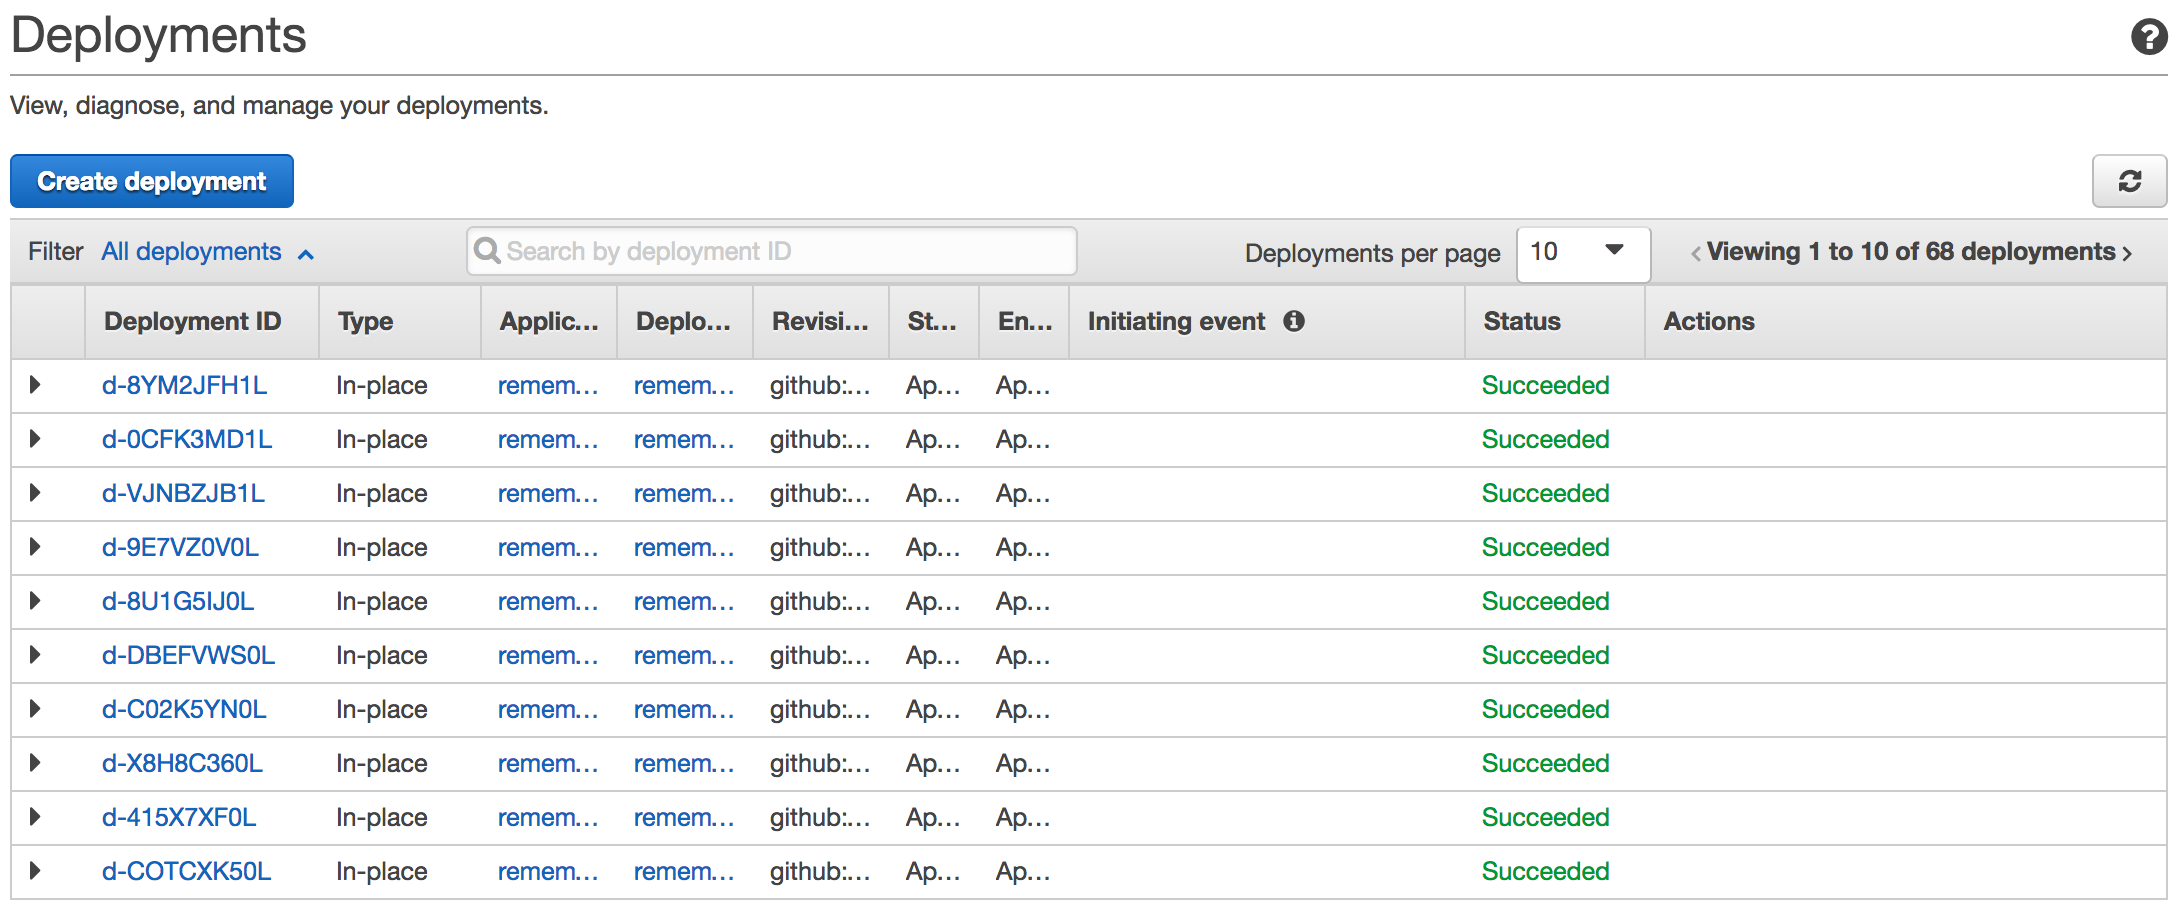 Deployments
View, diagnose, and manage your deployments.
Create deployment
Filter All deployments Search by deployment ID Deployments per page 10 Viewing 1 to 10 of 68 deployments
Deployment ID Type Applic... Deplo... Revisi... St... En... Initiating event Status Actions
d-8YM2JFH1L In-place remem... remem... github:... Ap... Ap... Succeeded
d-0CFK3MD1L In-place remem... remem... github:... Ap... Ap... Succeeded
d-VJNBZJB1L In-place remem... remem... github:... Ap... Ap... Succeeded
d-9E7VZ0V0L In-place remem... remem... github:... Ap... Ap... Succeeded
d-8U1G5IJ0L In-place remem... remem... github:... Ap... Ap... Succeeded
d-DBEFVWS0L In-place remem... remem... github:... Ap... Ap... Succeeded
d-C02K5YN0L In-place remem... remem... github:... Ap... Ap... Succeeded
d-X8H8C360L In-place remem... remem... github:... Ap... Ap... Succeeded
d-415X7XF0L In-place remem... remem... github:... Ap... Ap... Succeeded
d-COTCXK50L In-place remem... remem... github:... Ap... Ap... Succeeded